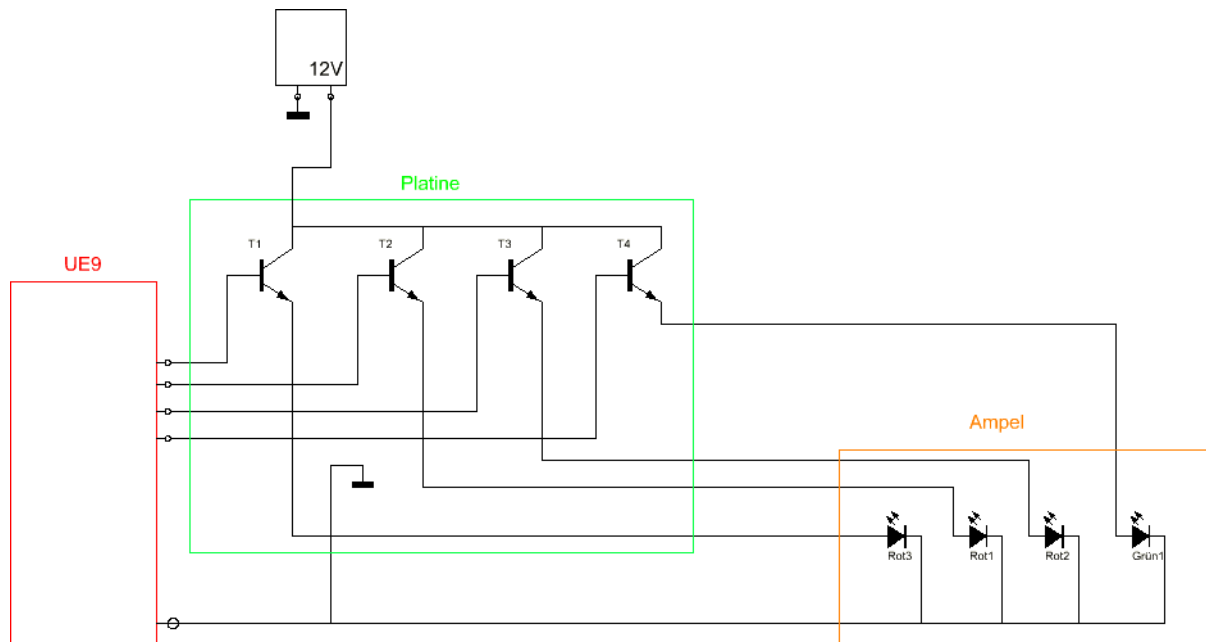 12V
Platine
T1
T2
T3
T4
UE9
Ampel
Rot3
Rot1
Rot2
Grün1